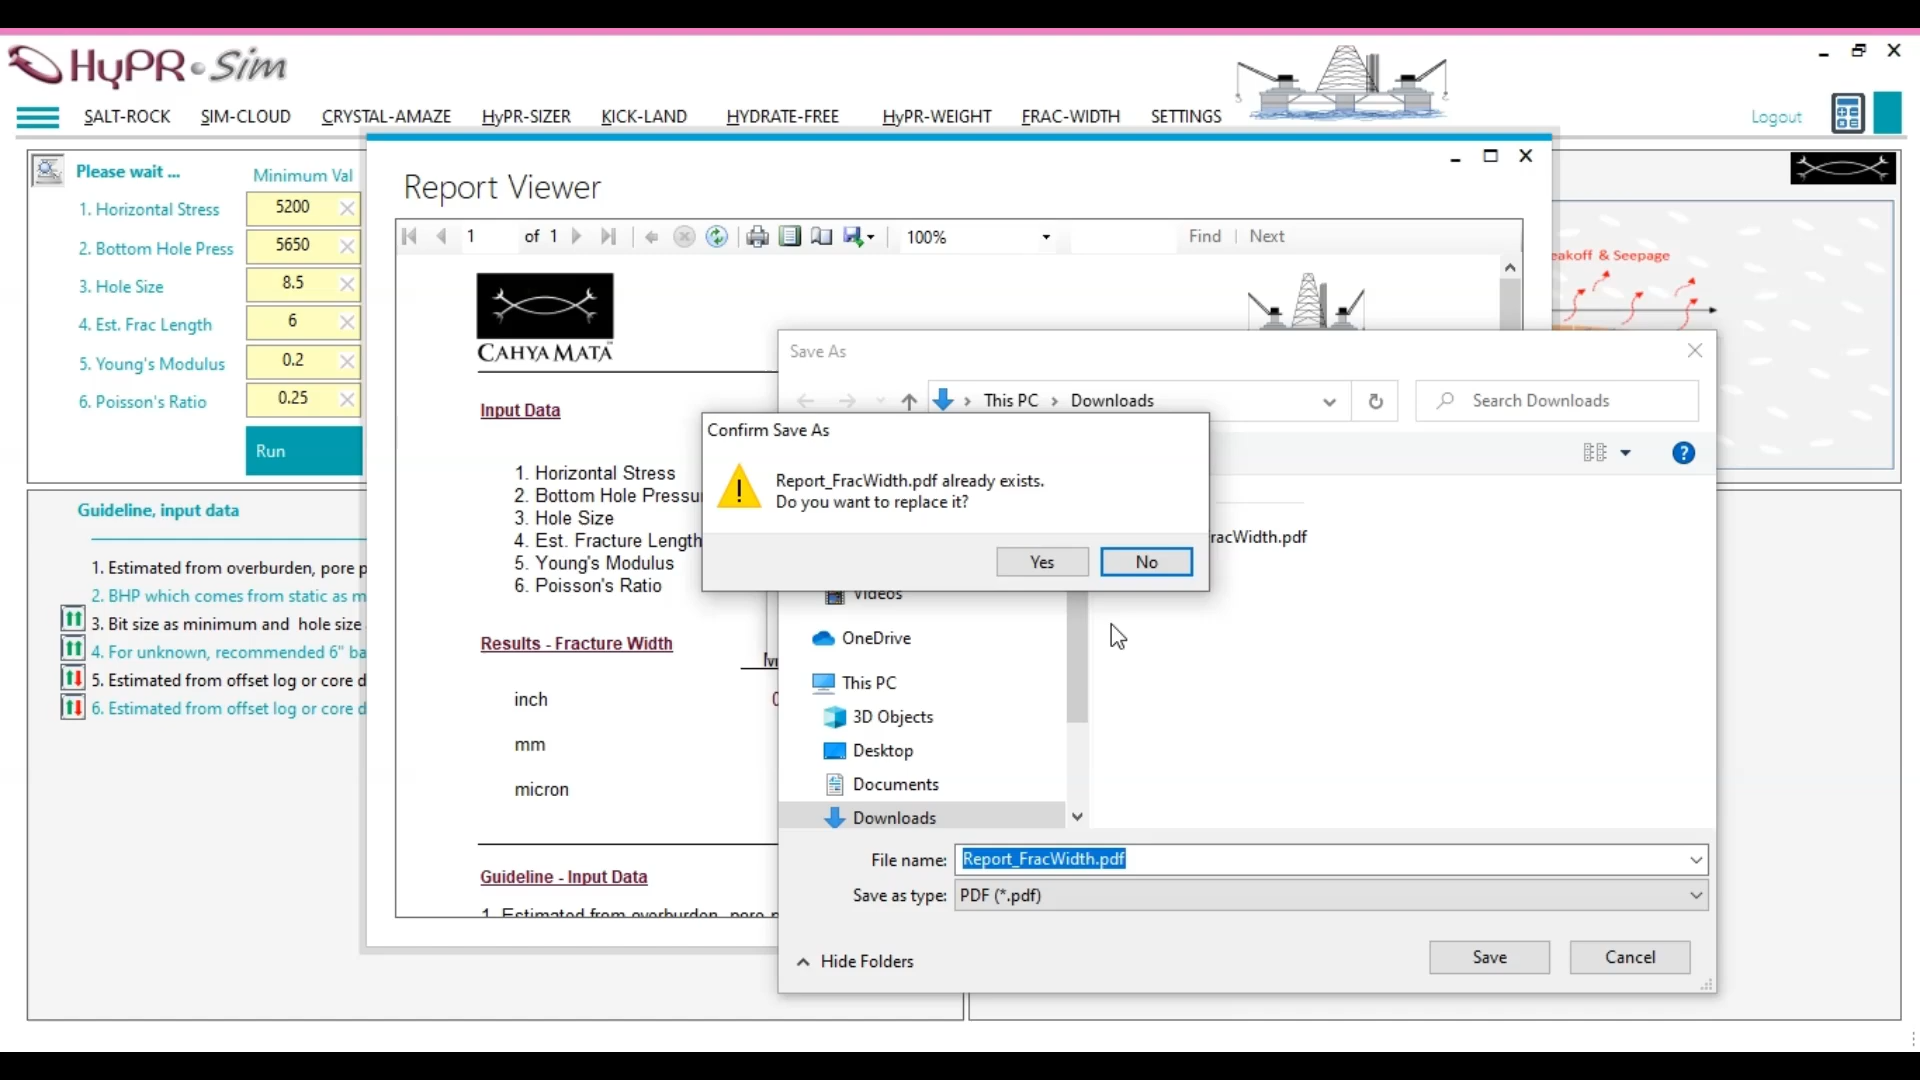 HyPR•Sim
SALT-ROCK SIM-CLOUD CRYSTAL-AMAZE HyPR-SIZER KICK-LAND HYDRATE-FREE HyPR-WEIGHT FRAC-WIDTH SETTINGS
Logout
Please wait ...
Minimum Val
1. Horizontal Stress 5200
2. Bottom Hole Press 5650
3. Hole Size 8.5
4. Est. Frac Length 6
5. Young's Modulus 0.2
6. Poisson's Ratio 0.25
Run
Guideline, input data
1. Estimated from overburden, pore p
2. BHP which comes from static as m
3. Bit size as minimum and hole size
4. For unknown, recommended 6" ba
5. Estimated from offset log or core d
6. Estimated from offset log or core d
eakoff & Seepage
Report Viewer
1 of 1 100% Find | Next
CAHYA MATA
Input Data
1. Horizontal Stress
2. Bottom Hole Pressu
3. Hole Size
4. Est. Fracture Length
5. Young's Modulus
6. Poisson's Ratio
Results - Fracture Width
inch
mm
micron
Guideline - Input Data
1. Estimated from overburden, pore p
Save As
This PC > Downloads
Search Downloads
racWidth.pdf
Videos
OneDrive
This PC
3D Objects
Desktop
Documents
Downloads
File name: Report_FracWidth.pdf
Save as type: PDF (*.pdf)
Hide Folders
Save Cancel
Confirm Save As
Report_FracWidth.pdf already exists.
Do you want to replace it?
Yes No